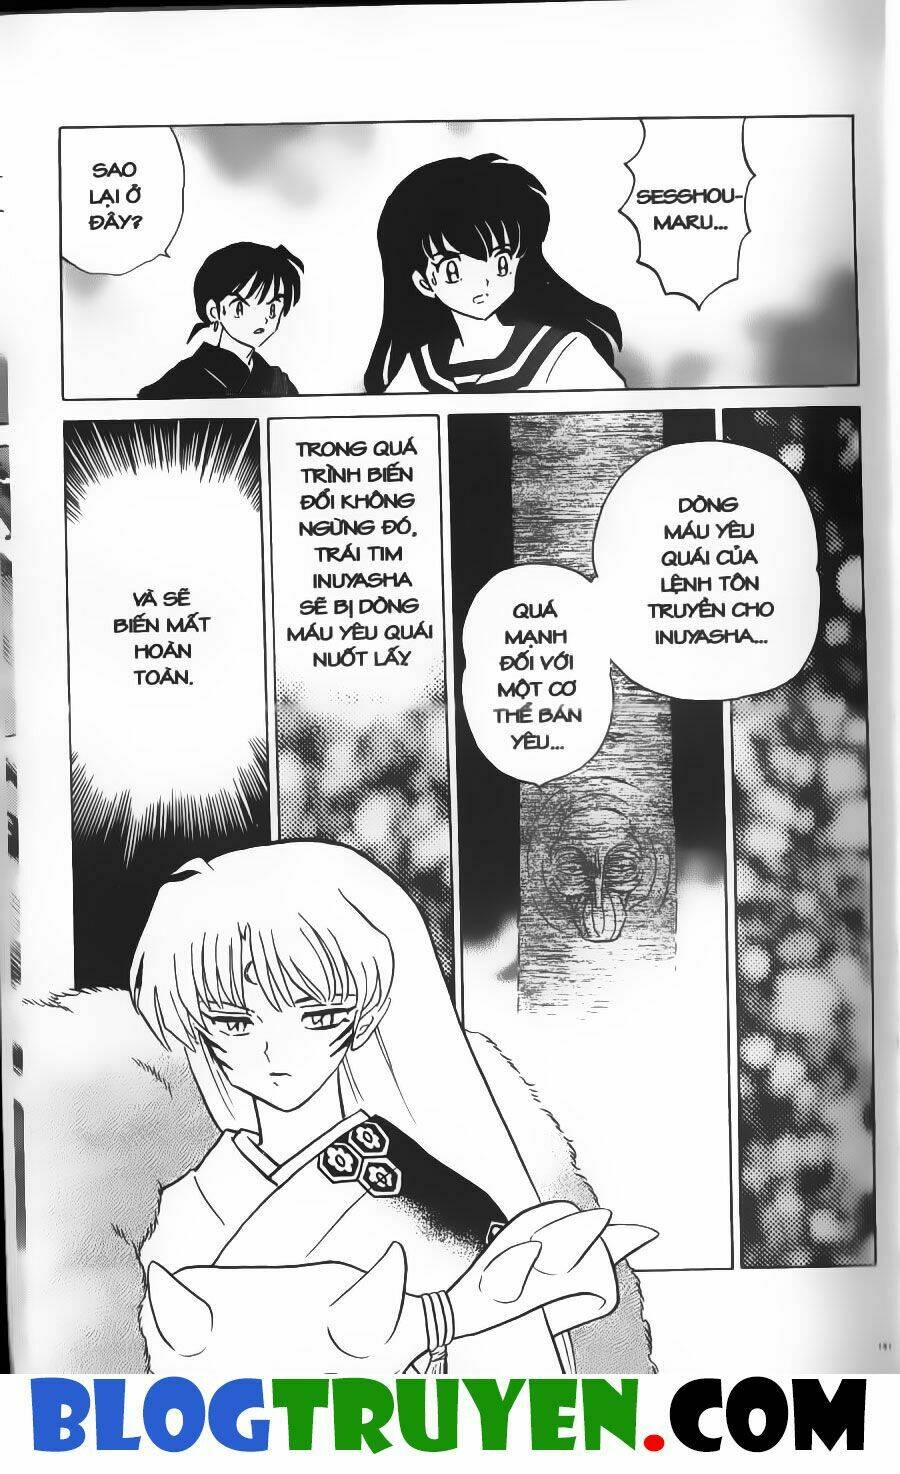 SESSHOU-
MARU...
SAO
LẠI Ở
ĐÂY?
DÒNG
MÁU YÊU
QUÁI CỦA
LỆNH TÔN
TRUYỀN CHO
INUYASHA...
QUÁ
MẠNH
ĐỐI VỚI
MỘT CƠ
THỂ BÁN
YÊU...
TRONG QUÁ
TRÌNH BIẾN
ĐỔI KHÔNG
NGỪNG ĐÓ,
TRÁI TIM
INUYASHA
SẼ BỊ DÒNG
MÁU YÊU QUÁI
NUỐT LẤY
VÀ SẼ
BIẾN MẤT
HOÀN
TOÀN.
BLOGTRUYEN.COM